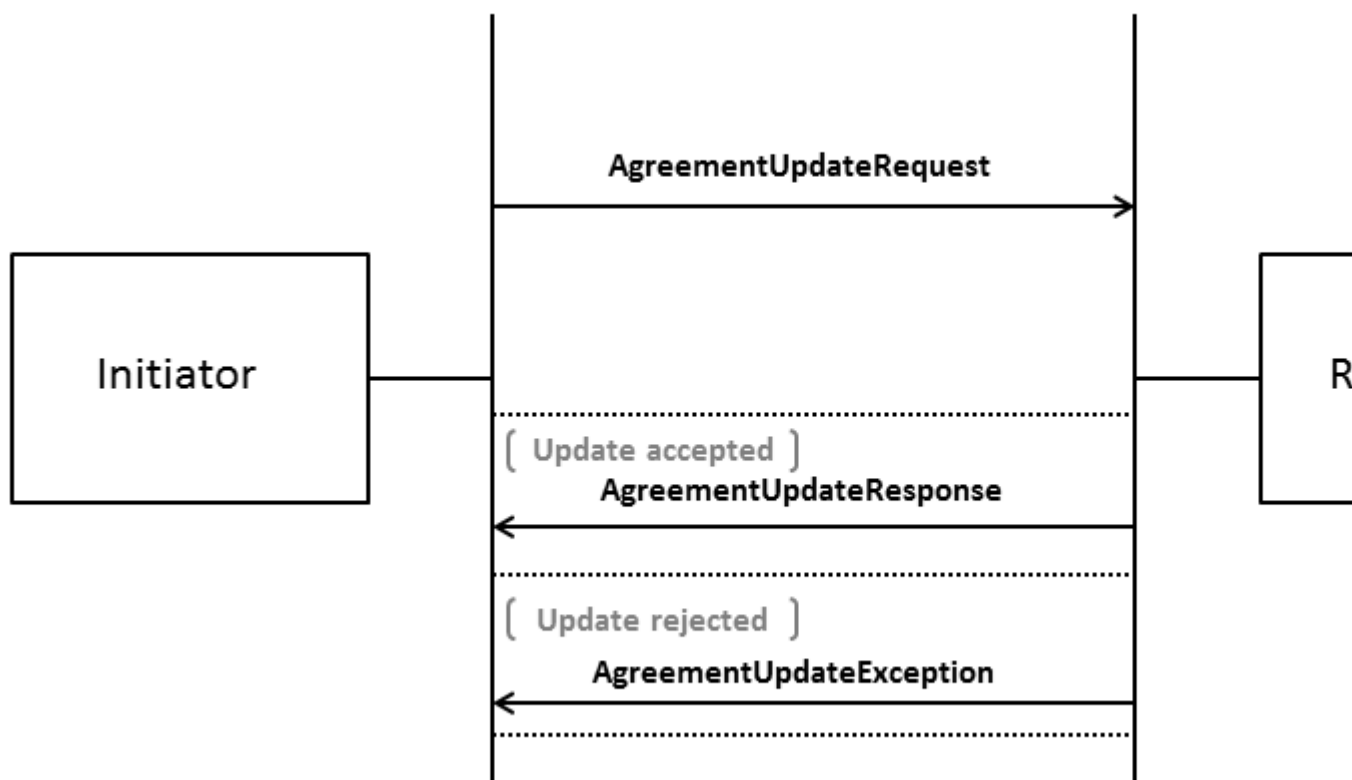 AgreementUpdateRequest
Initiator
R
[ Update accepted ]
AgreementUpdateResponse
[ Update rejected ]
AgreementUpdateException